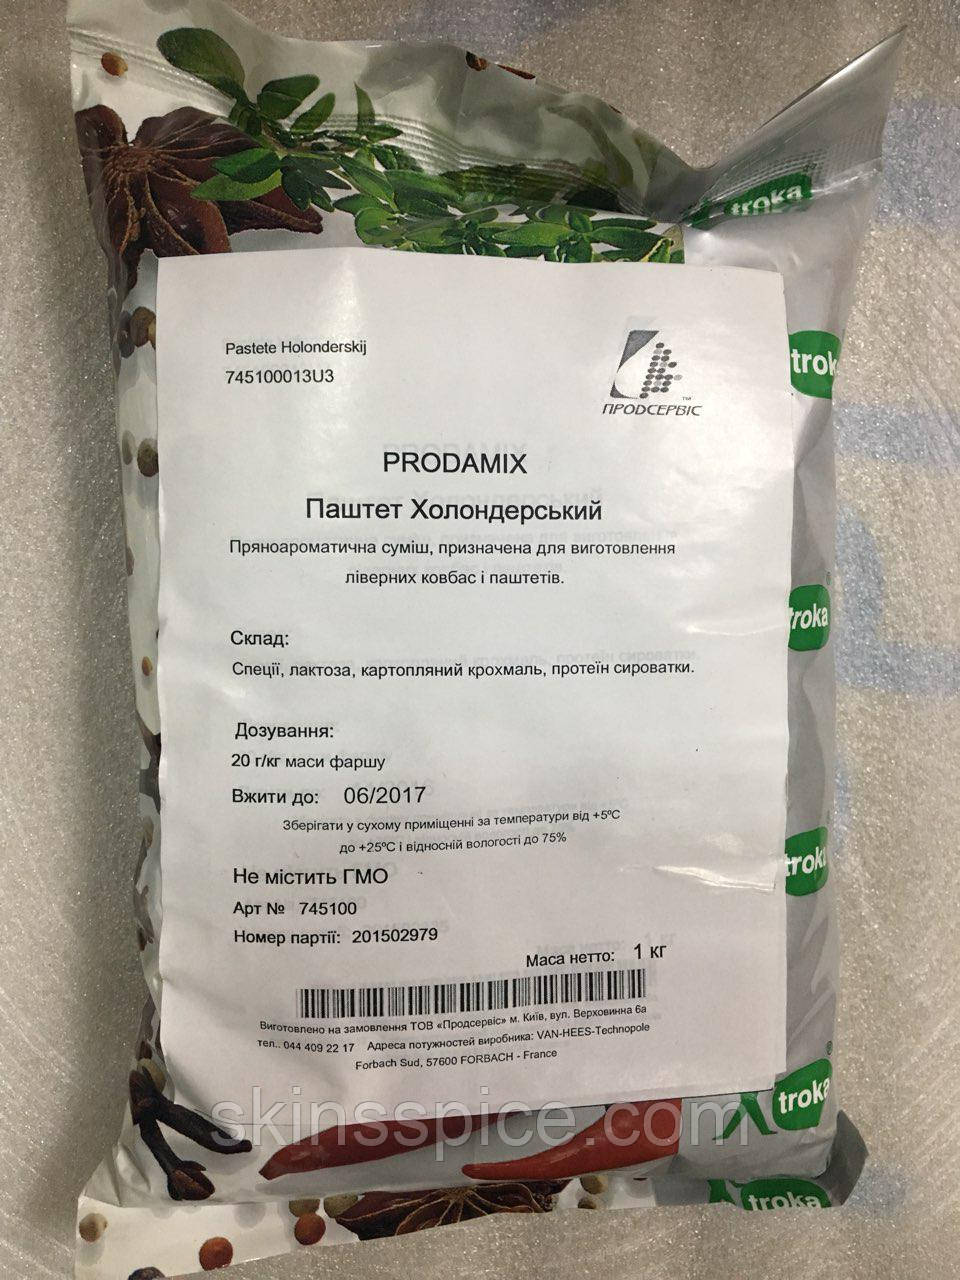 troka
Pastete Holonderskij
745100013U3
troka
ПРОДСЕРВІС™
PRODAMIX
Паштет Холондерський
Пряноароматична суміш, призначена для виготовлення
ліверних ковбас і паштетів.
troka
Склад:
Спеції, лактоза, картопляний крохмаль, протеїн сироватки.
Дозування:
20 г/кг маси фаршу
Вжити до: 06/2017
Зберігати у сухому приміщенні за температури від +5ºС
до +25ºС і відносній вологості до 75%
troka
Не містить ГМО
Арт № 745100
Номер партії: 201502979
Маса нетто: 1 кг
Виготовлено на замовлення ТОВ «Продсервіс» м. Київ, вул. Верховинна 6а
тел.. 044 409 22 17 Адреса потужностей виробника: VAN-HEES-Technopole
Forbach Sud, 57600 FORBACH - France
troka
skinsspice.com
troka